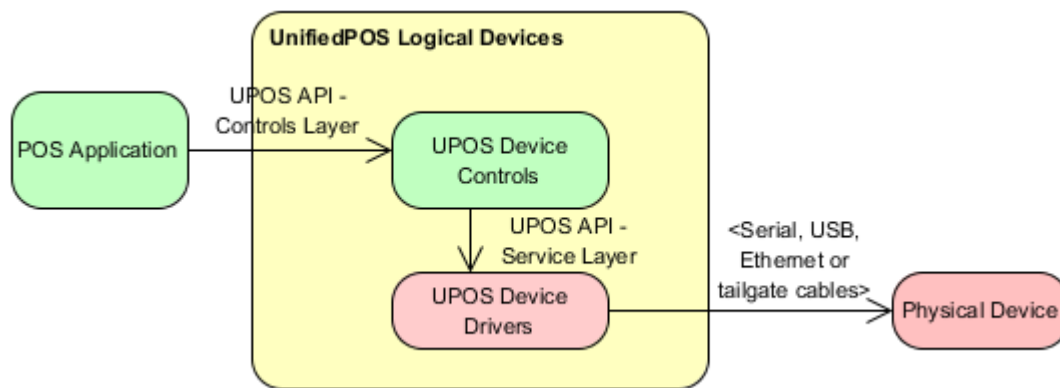 UnifiedPOS Logical Devices
UPOS API -
Controls Layer
POS Application
UPOS Device
Controls
UPOS API -
Service Layer
<Serial, USB,
Ethernet or
tailgate cables>
UPOS Device
Drivers
Physical Device